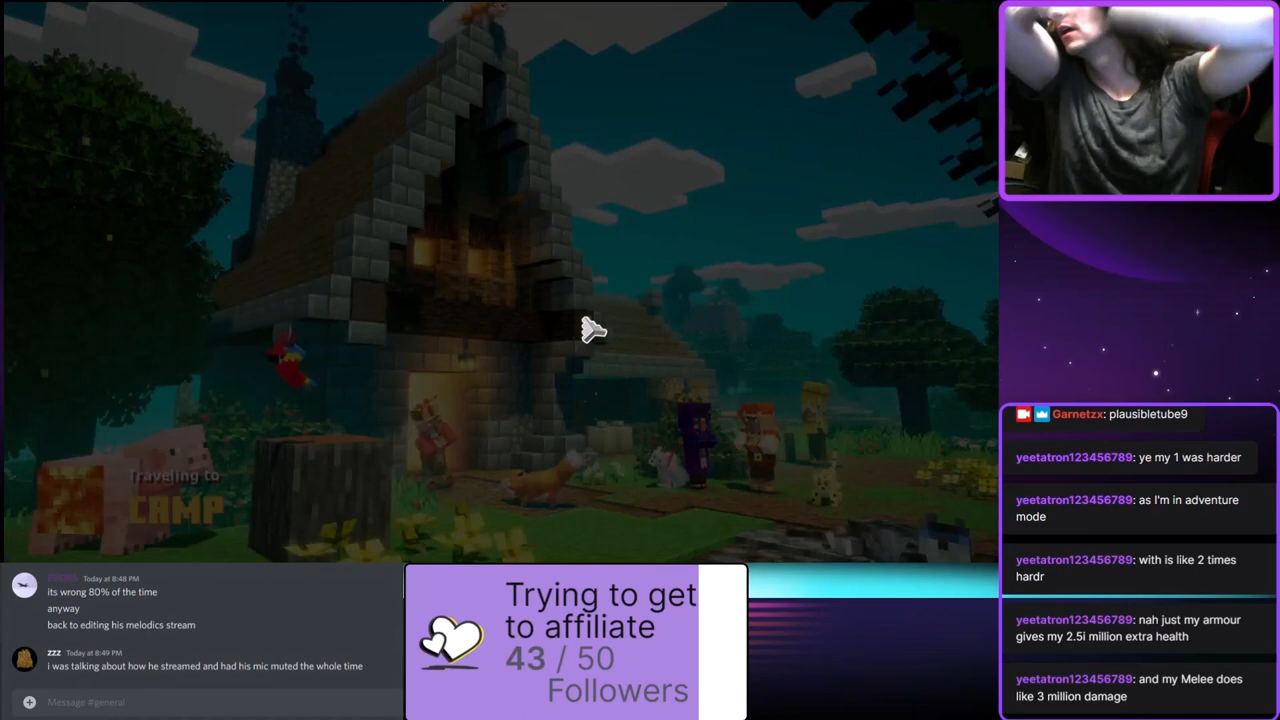 Traveling to
CAMP
Garnetzx: plausibletube9
yeetatron123456789: ye my 1 was harder
yeetatron123456789: as I'm in adventure
mode
yeetatron123456789: with is like 2 times
hardr
yeetatron123456789: nah just my armour
gives my 2.5i million extra health
yeetatron123456789: and my Melee does
like 3 million damage
Today at 8:48 PM
its wrong 80% of the time
anyway
back to editing his melodics stream
zzz Today at 8:49 PM
i was talking about how he streamed and had his mic muted the whole time
Message #general
Trying to get
to affiliate
43 / 50
Followers